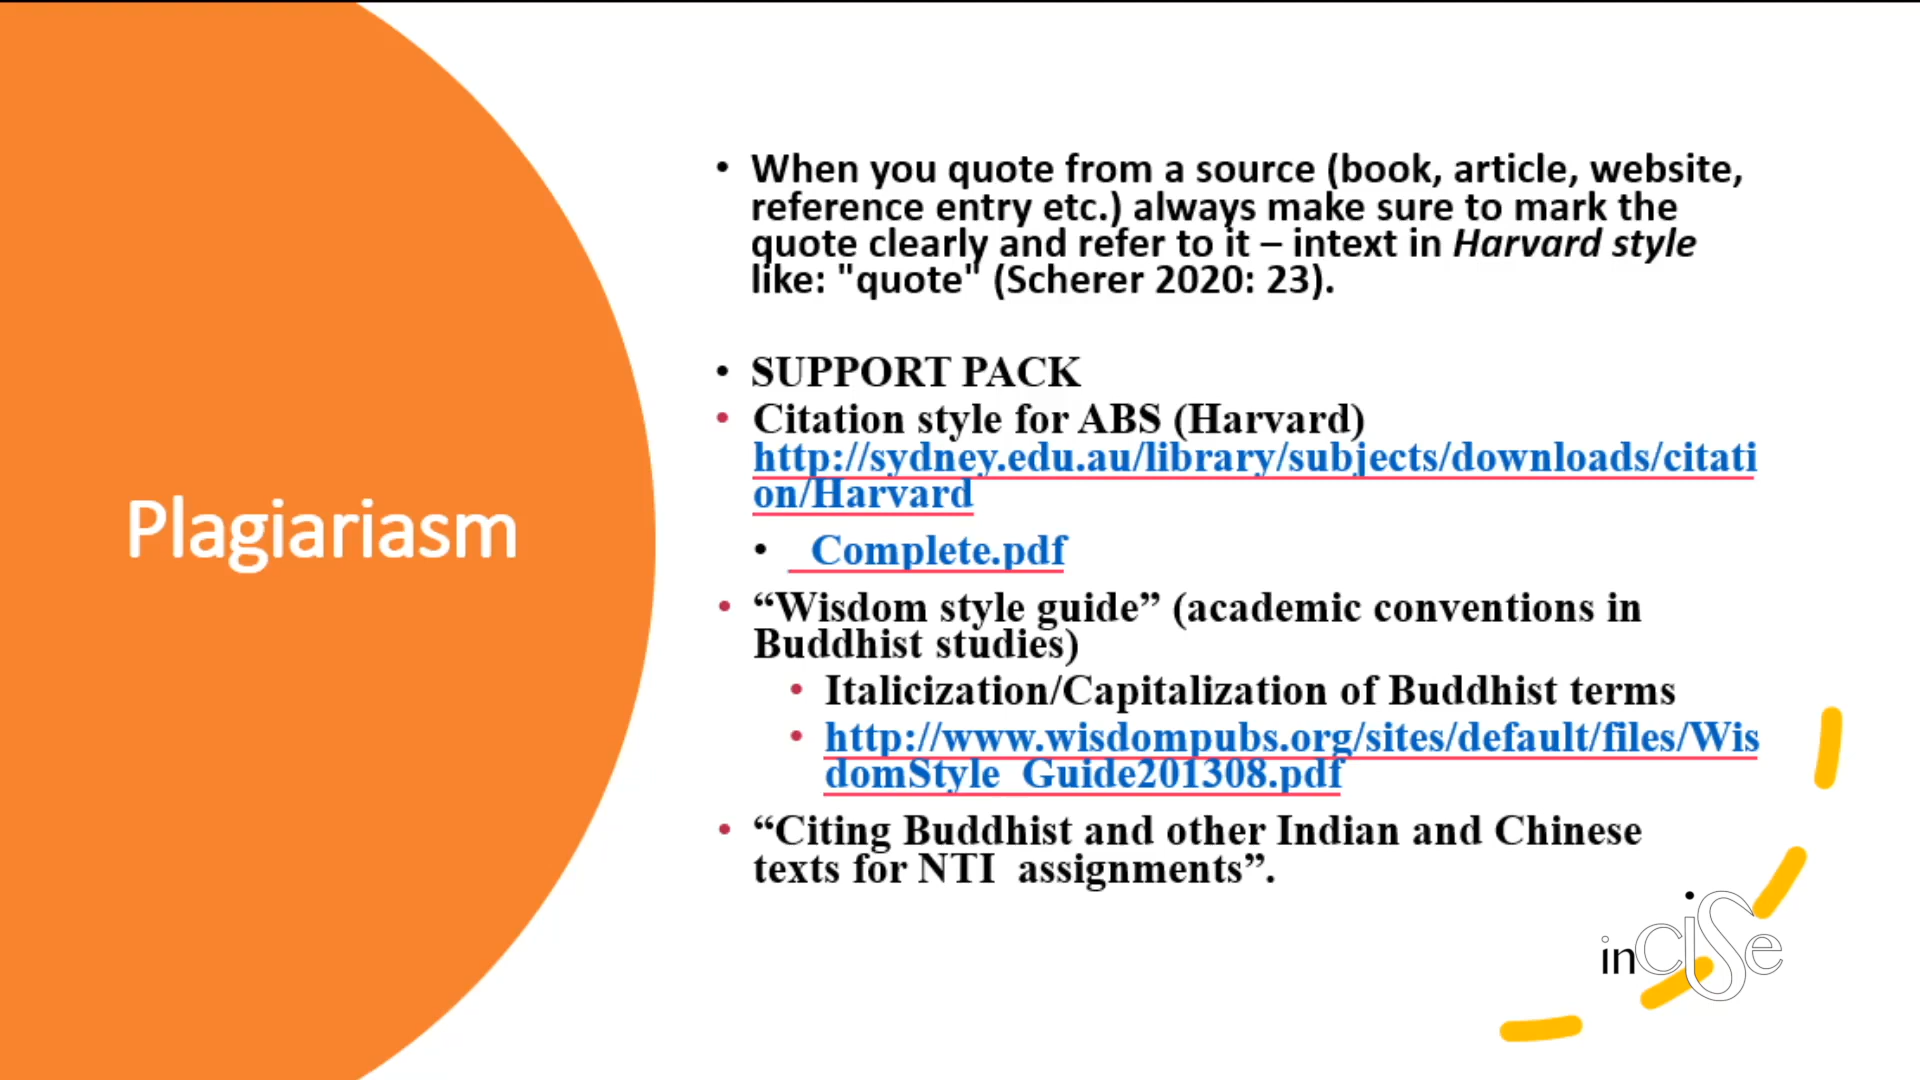 Plagiariasm
• When you quote from a source (book, article, website,
reference entry etc.) always make sure to mark the
quote clearly and refer to it – intext in Harvard style
like: "quote" (Scherer 2020: 23).
• SUPPORT PACK
• Citation style for ABS (Harvard)
http://sydney.edu.au/library/subjects/downloads/citati
on/Harvard
• _Complete.pdf
• “Wisdom style guide” (academic conventions in
Buddhist studies)
• Italicization/Capitalization of Buddhist terms
• http://www.wisdompubs.org/sites/default/files/Wis
domStyle_Guide201308.pdf
• “Citing Buddhist and other Indian and Chinese
texts for NTI  assignments”.
inCiSe